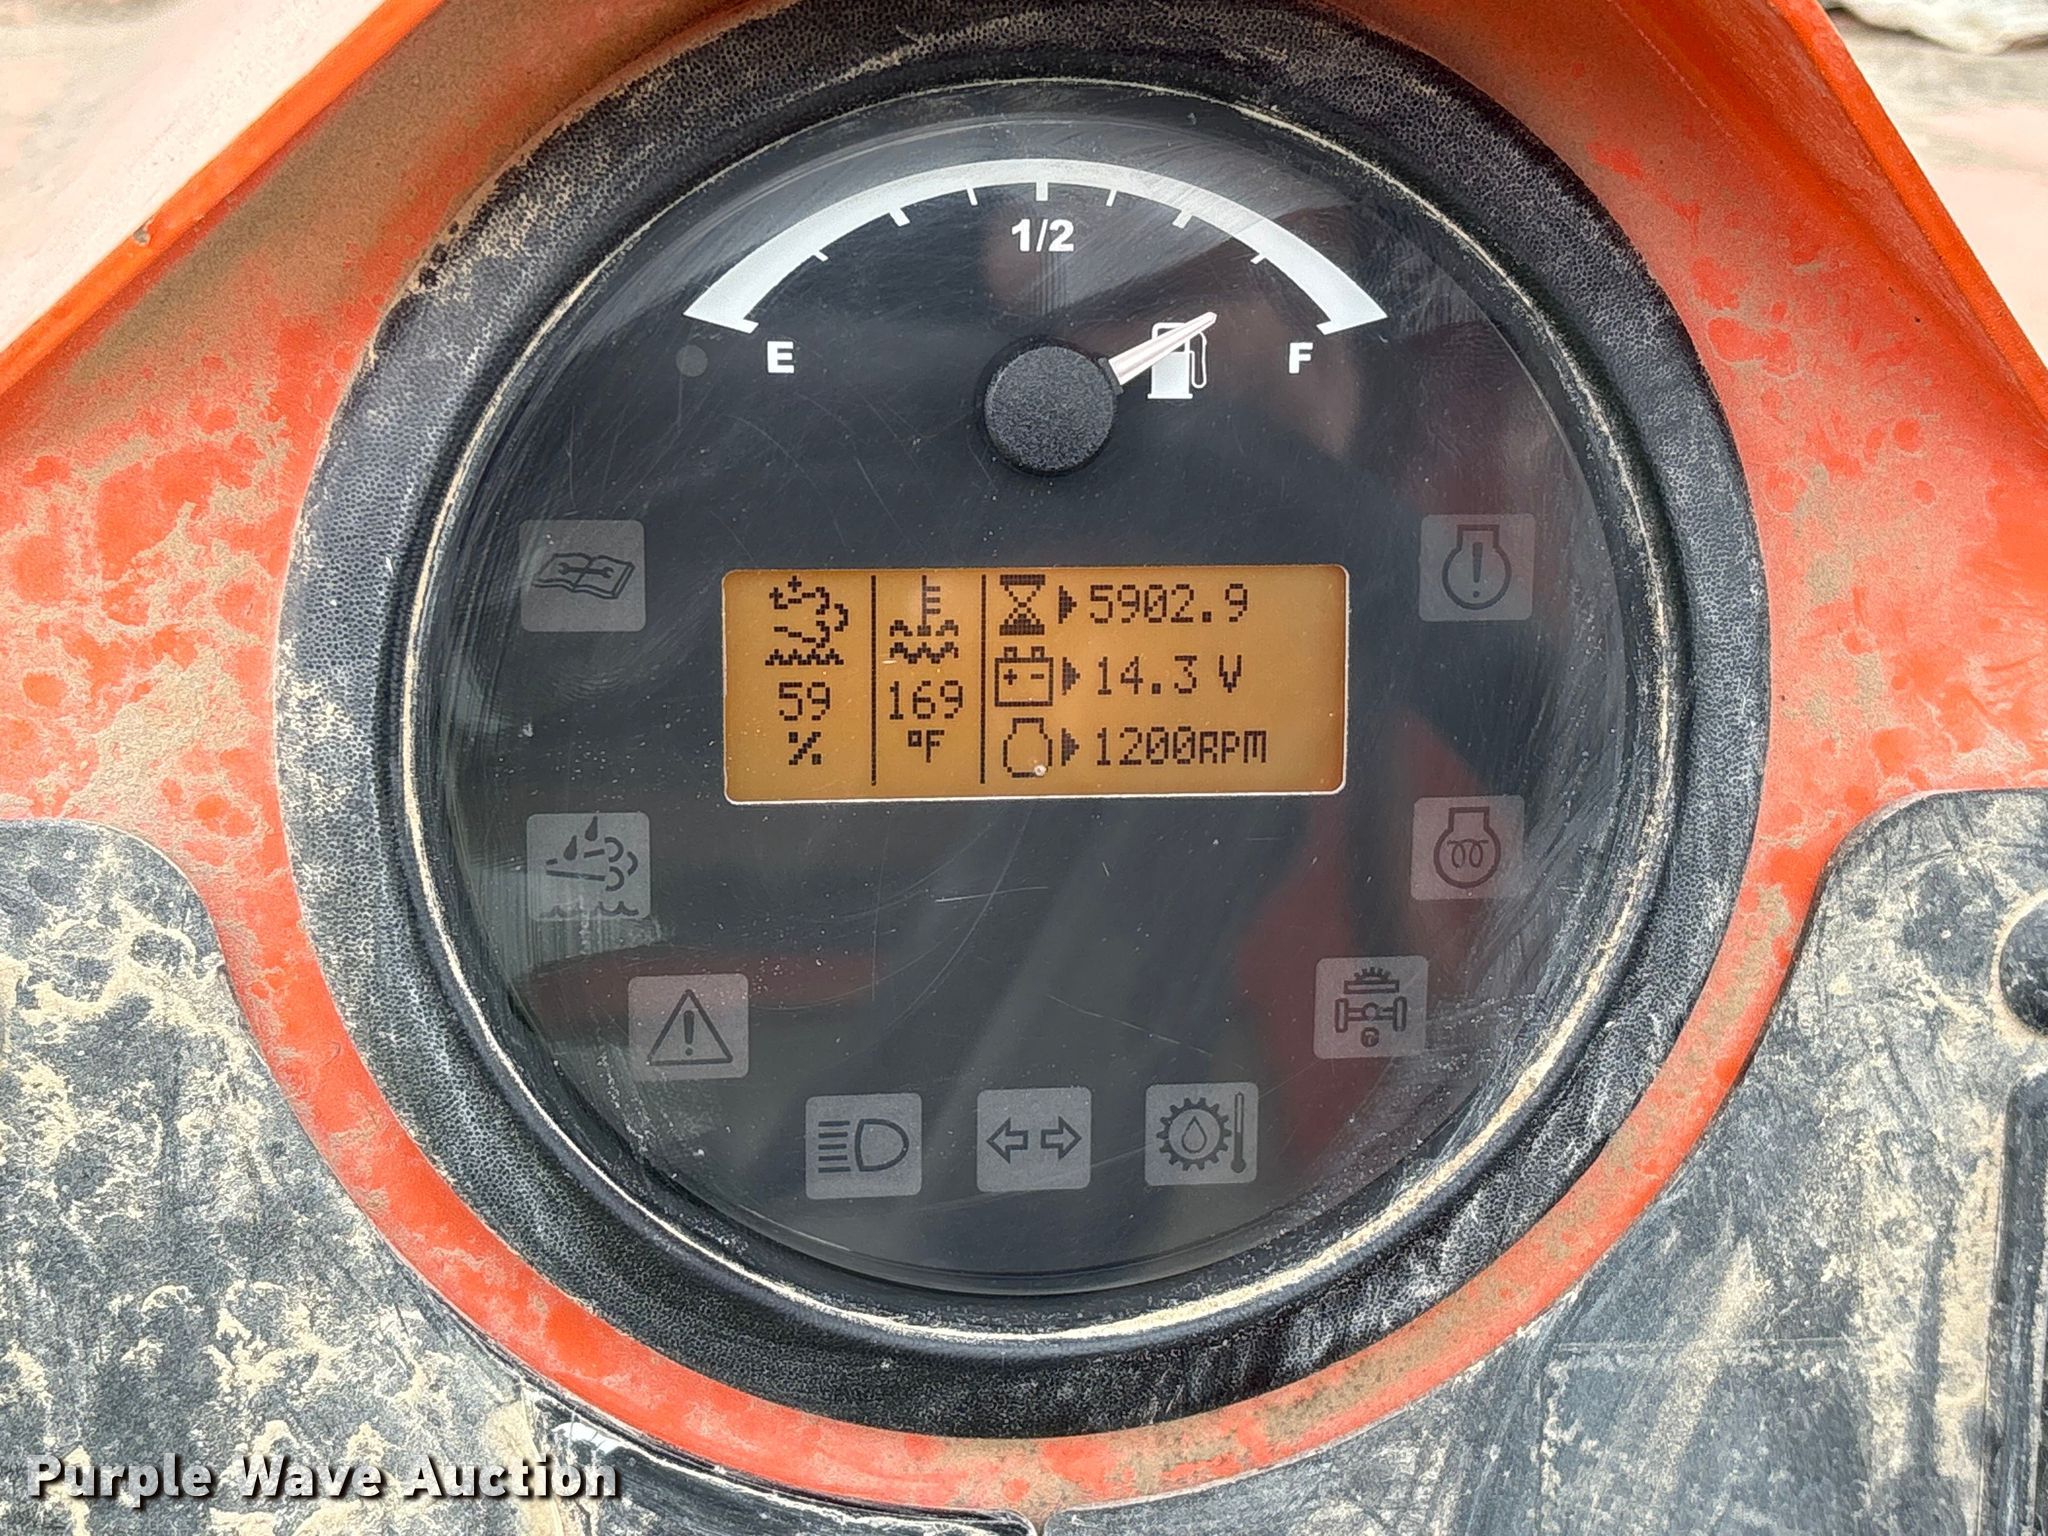 1/2
E
F
5902.9
14.3 V
1200RPM
59
%
169
°F
Purple Wave Auction